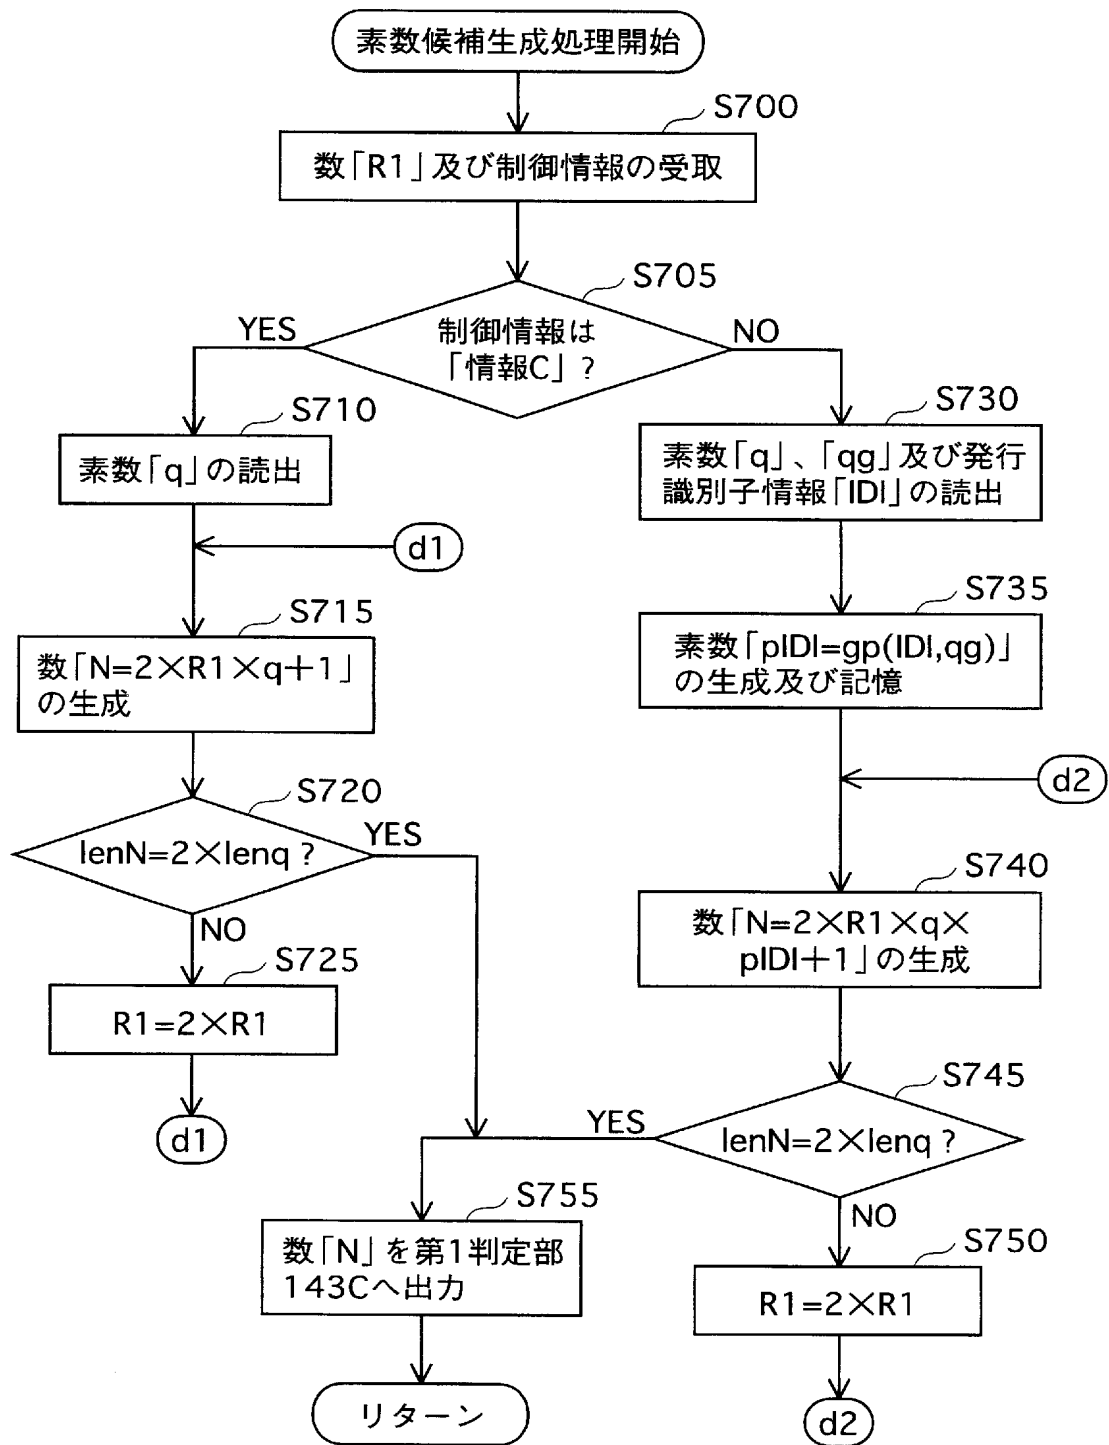 素数候補生成処理開始
S700
数「R1」及び制御情報の受取
S705
YES
制御情報は
「情報C」?
NO
S710
素数「q」の読出
d1
S715
数「N=2×R1×q+1」
の生成
S720
lenN=2×lenq?
YES
NO
S725
R1=2×R1
d1
S730
素数「q」、「qg」及び発行
識別子情報「IDI」の読出
S735
素数「pIDI=gp(IDI,qg)」
の生成及び記憶
d2
S740
数「N=2×R1×q×
pIDI+1」の生成
S745
YES
lenN=2×lenq?
NO
S750
R1=2×R1
d2
S755
数「N」を第1判定部
143Cへ出力
リターン